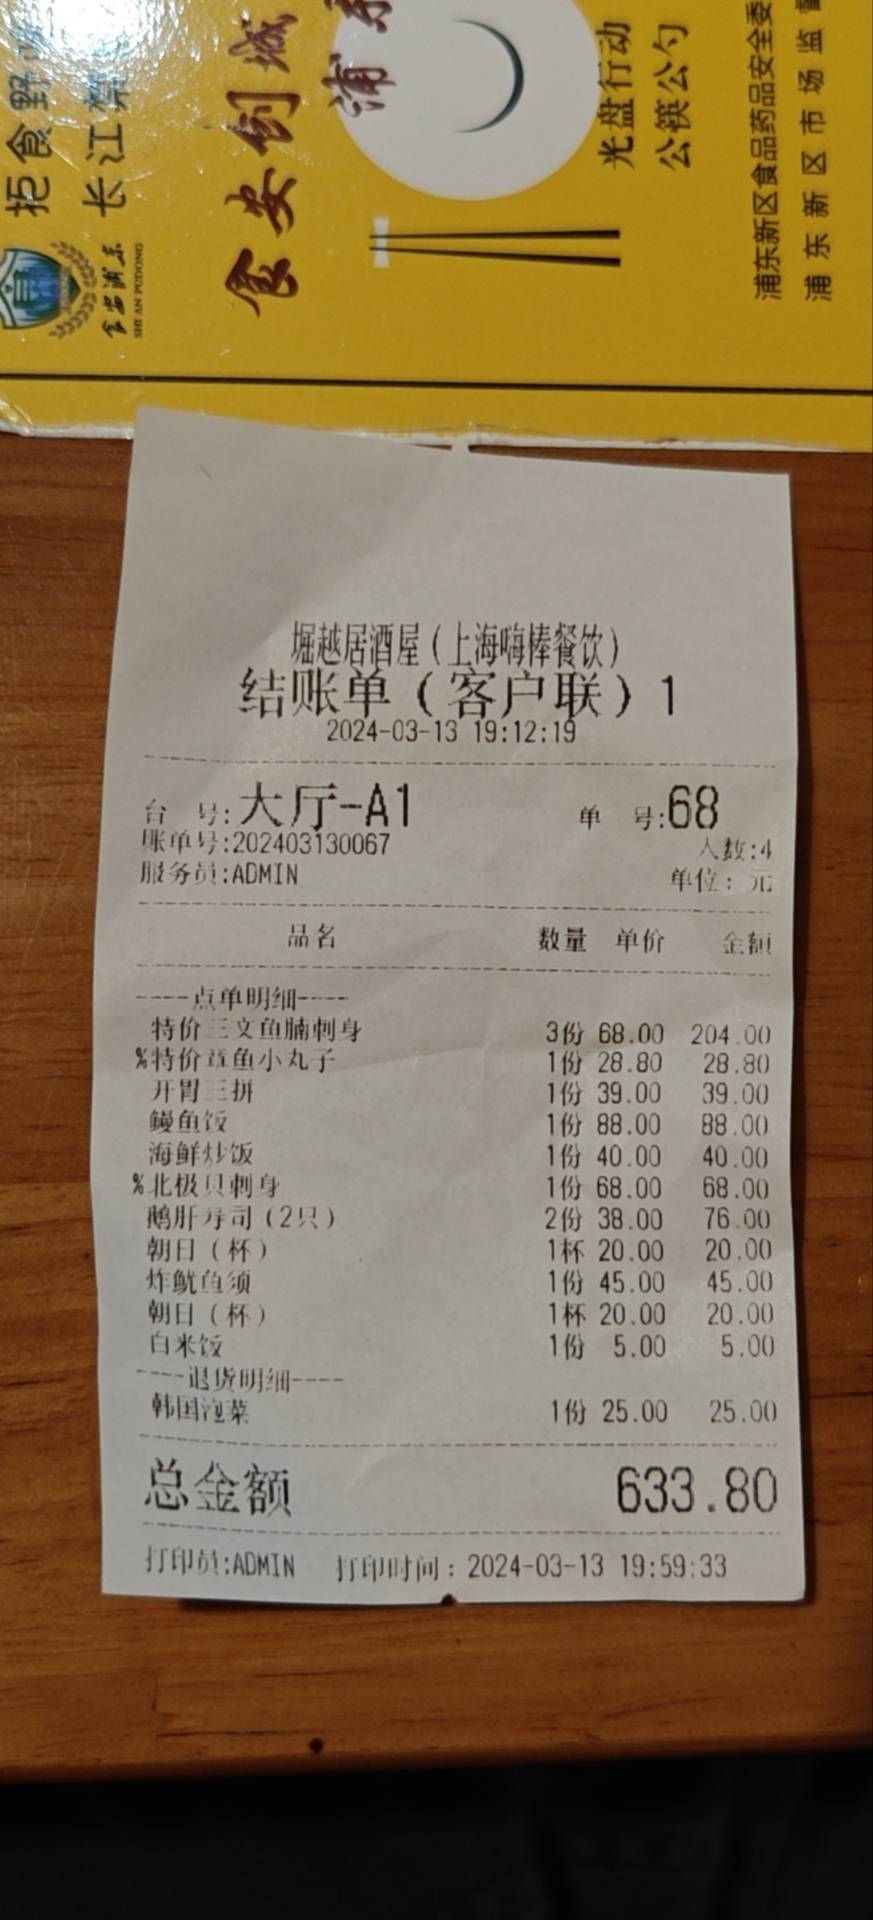 拒食野
长江禁
食安浦东
SHI AN PUDONG
食安创城
浦东
光盘行动
公筷公勺
浦东新区食品药品安全委
浦东新区市场监督
堀越居酒屋（上海嗨棒餐饮）
结账单（客户联）1
2024-03-13 19:12:19
台 号:大厅-A1 单 号:68
账单号:202403130067 人数:4
服务员:ADMIN 单位：元
品名 数量 单价 金额
----点单明细----
特价三文鱼腩刺身 3份 68.00 204.00
%特价章鱼小丸子 1份 28.80 28.80
开胃三拼 1份 39.00 39.00
鳗鱼饭 1份 88.00 88.00
海鲜炒饭 1份 40.00 40.00
%北极贝刺身 1份 68.00 68.00
鹅肝寿司（2只） 2份 38.00 76.00
朝日（杯） 1杯 20.00 20.00
炸鱿鱼须 1份 45.00 45.00
朝日（杯） 1杯 20.00 20.00
白米饭 1份 5.00 5.00
----退货明细----
韩国泡菜 1份 25.00 25.00
总金额 633.80
打印员:ADMIN 打印时间：2024-03-13 19:59:33